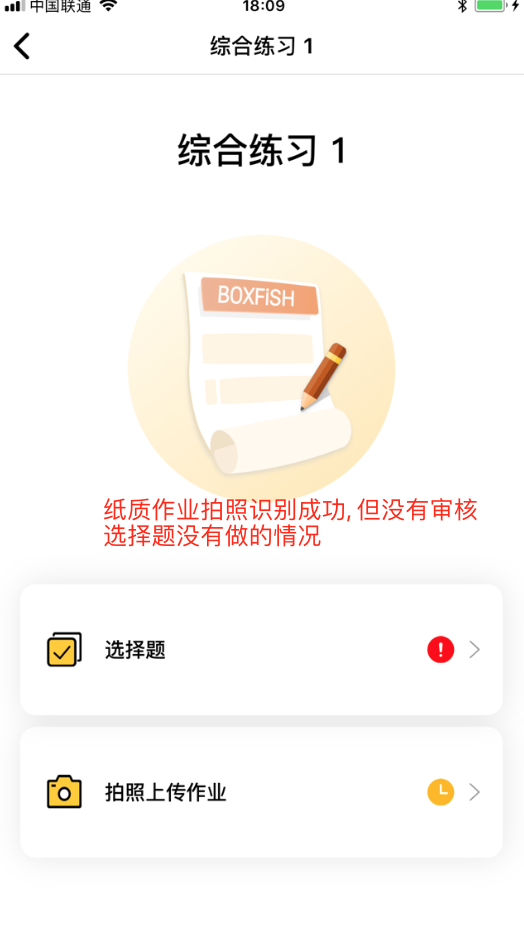 中国联通
18:09
综合练习 1
综合练习 1
BOXFiSH
纸质作业拍照识别成功, 但没有审核
选择题没有做的情况
选择题
拍照上传作业